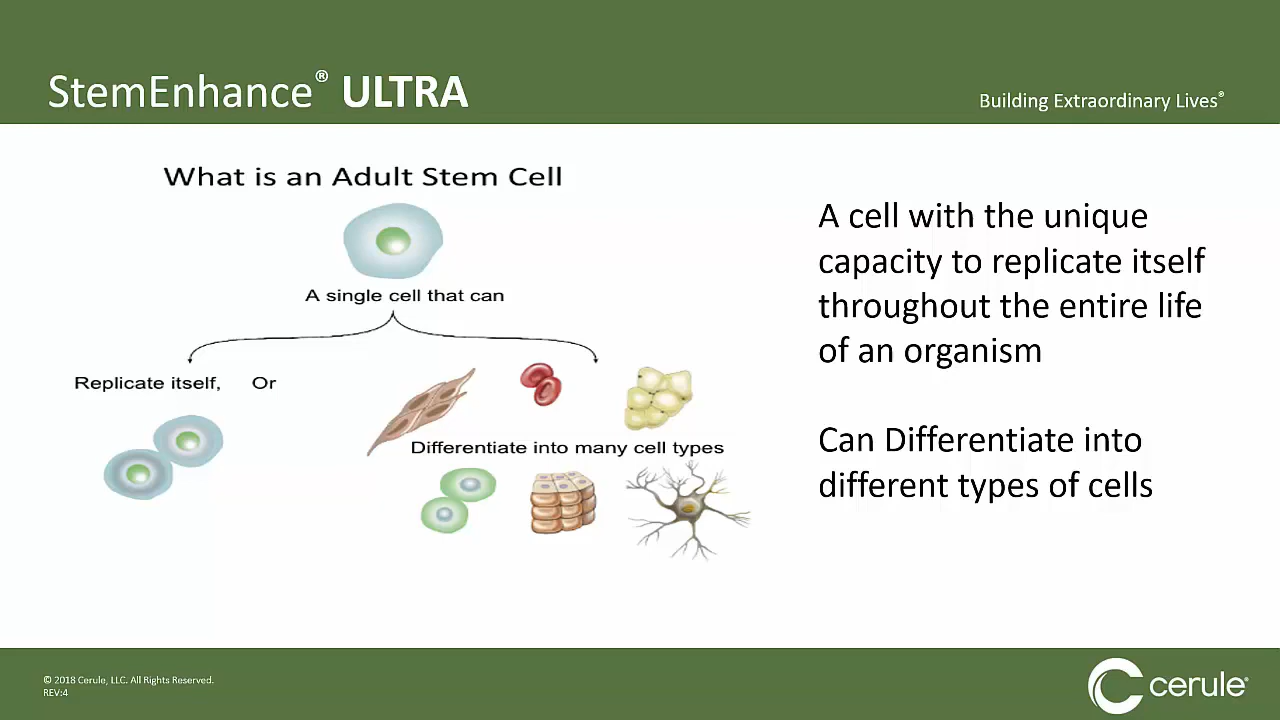 StemEnhance® ULTRA
Building Extraordinary Lives®
What is an Adult Stem Cell
A single cell that can
Replicate itself, Or
Differentiate into many cell types
A cell with the unique
capacity to replicate itself
throughout the entire life
of an organism
Can Differentiate into
different types of cells
© 2018 Cerule, LLC. All Rights Reserved.
REV:4
cerule®